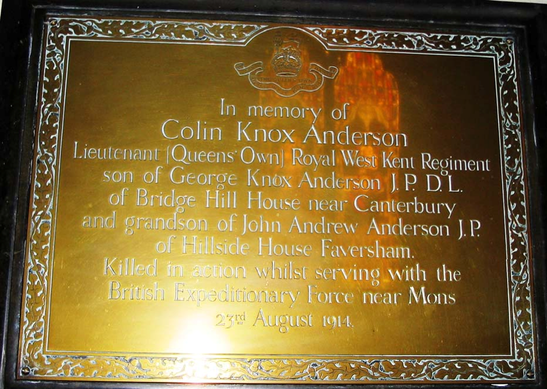 In memory of
Colin Knox Anderson
Lieutenant (Queens' Own) Royal West Kent Regiment
son of George Knox Anderson J.P. D.L.
of Bridge Hill House near Canterbury
and grandson of John Andrew Anderson J.P.
of Hillside House Faversham.
Killed in action whilst serving with the
British Expeditionary Force near Mons
23rd August 1914.